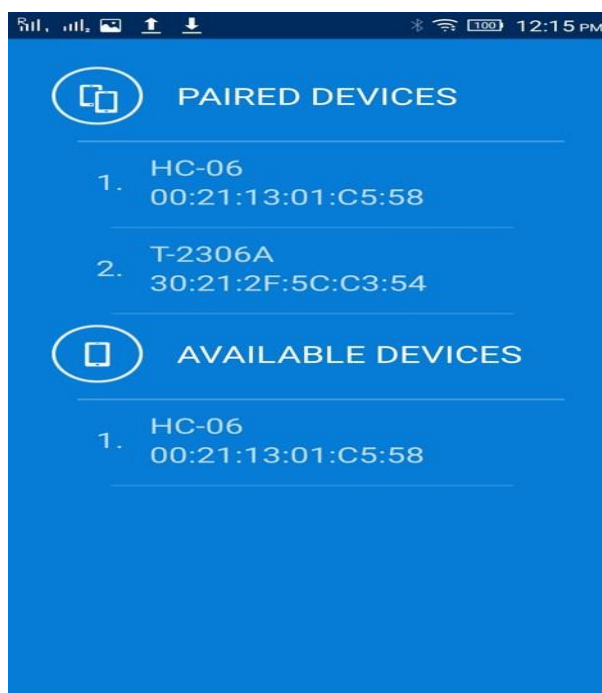 100 12:15 PM
PAIRED DEVICES
1. HC-06
00:21:13:01:C5:58
2. T-2306A
30:21:2F:5C:C3:54
AVAILABLE DEVICES
1. HC-06
00:21:13:01:C5:58